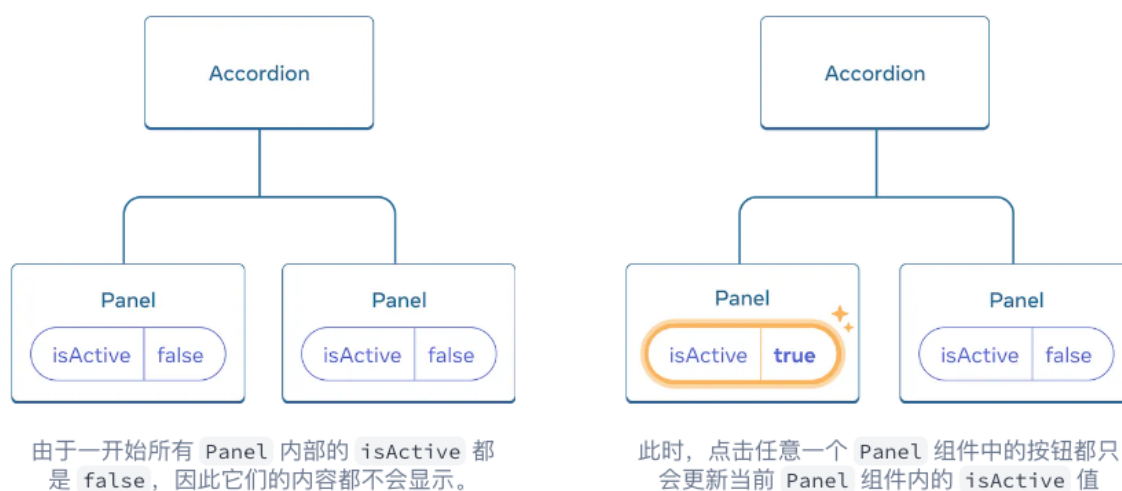 Accordion
Panel
isActive false
Panel
isActive false
由于一开始所有 Panel 内部的 isActive 都
是 false，因此它们的内容都不会显示。
Accordion
Panel
isActive true
Panel
isActive false
此时，点击任意一个 Panel 组件中的按钮都只
会更新当前 Panel 组件内的 isActive 值